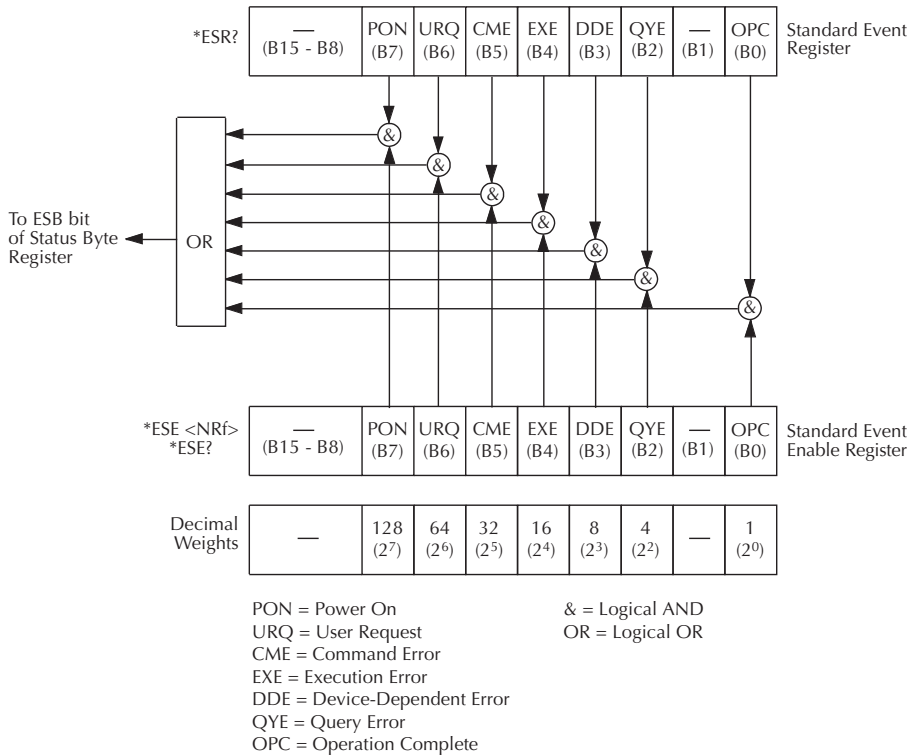 *ESR?
— (B15 - B8)
PON (B7)
URQ (B6)
CME (B5)
EXE (B4)
DDE (B3)
QYE (B2)
— (B1)
OPC (B0)
Standard Event
Register
&
&
&
&
&
&
&
To ESB bit
of Status Byte
Register
OR
*ESE <NRf>
*ESE?
— (B15 - B8)
PON (B7)
URQ (B6)
CME (B5)
EXE (B4)
DDE (B3)
QYE (B2)
— (B1)
OPC (B0)
Standard Event
Enable Register
Decimal
Weights
—
128 (2⁷)
64 (2⁶)
32 (2⁵)
16 (2⁴)
8 (2³)
4 (2²)
—
1 (2⁰)
PON = Power On
URQ = User Request
CME = Command Error
EXE = Execution Error
DDE = Device-Dependent Error
QYE = Query Error
OPC = Operation Complete
& = Logical AND
OR = Logical OR